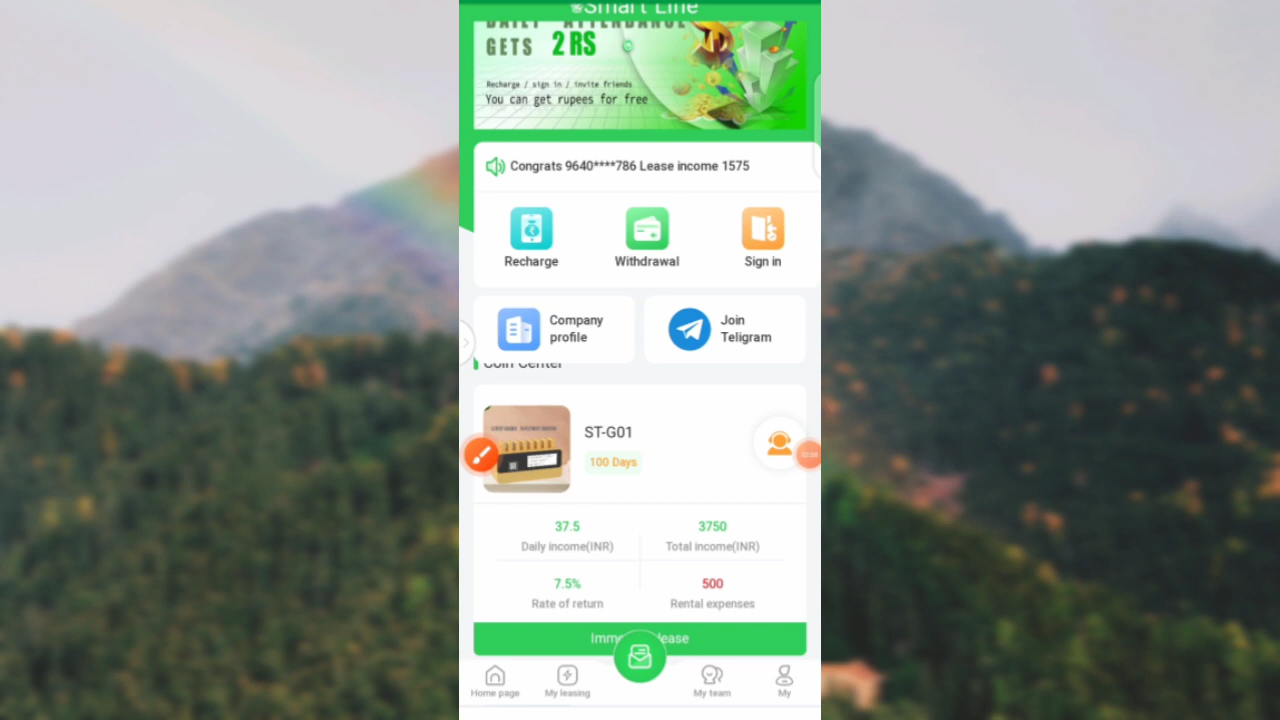 Smart Line
DAILY ATTENDANCE
GETS 2 RS
Recharge / sign in / invite friends
You can get rupees for free
Congrats 9640****786 Lease income 1575
Recharge
Withdrawal
Sign in
Company
profile
Join
Teligram
Coin Center
ST-G01
100 Days
37.5
3750
Daily income(INR)
Total income(INR)
7.5%
500
Rate of return
Rental expenses
Home page
My leasing
My team
My